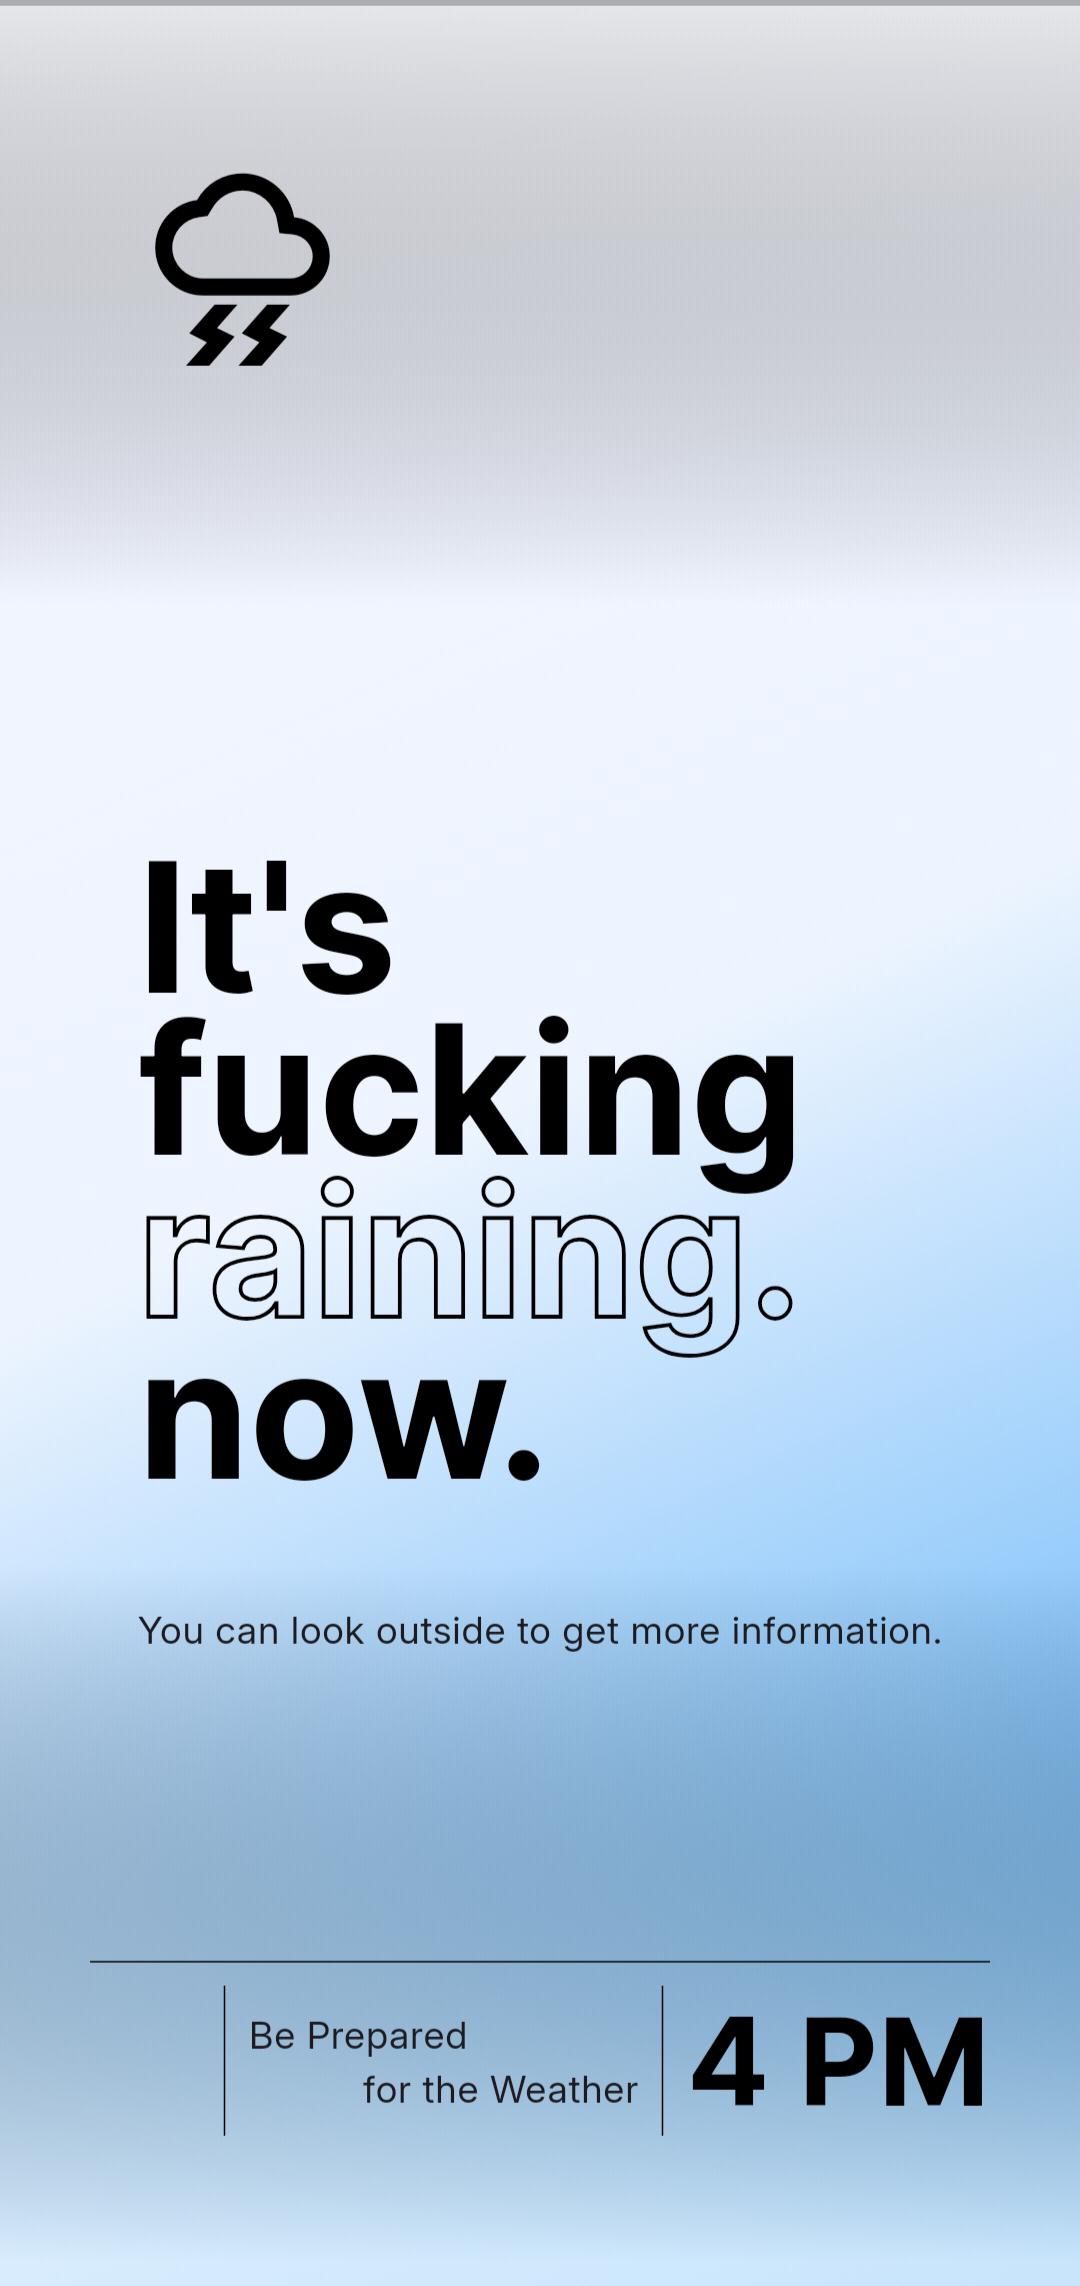 It's
fucking
raining.
now.
You can look outside to get more information.
Be Prepared
for the Weather
4 PM